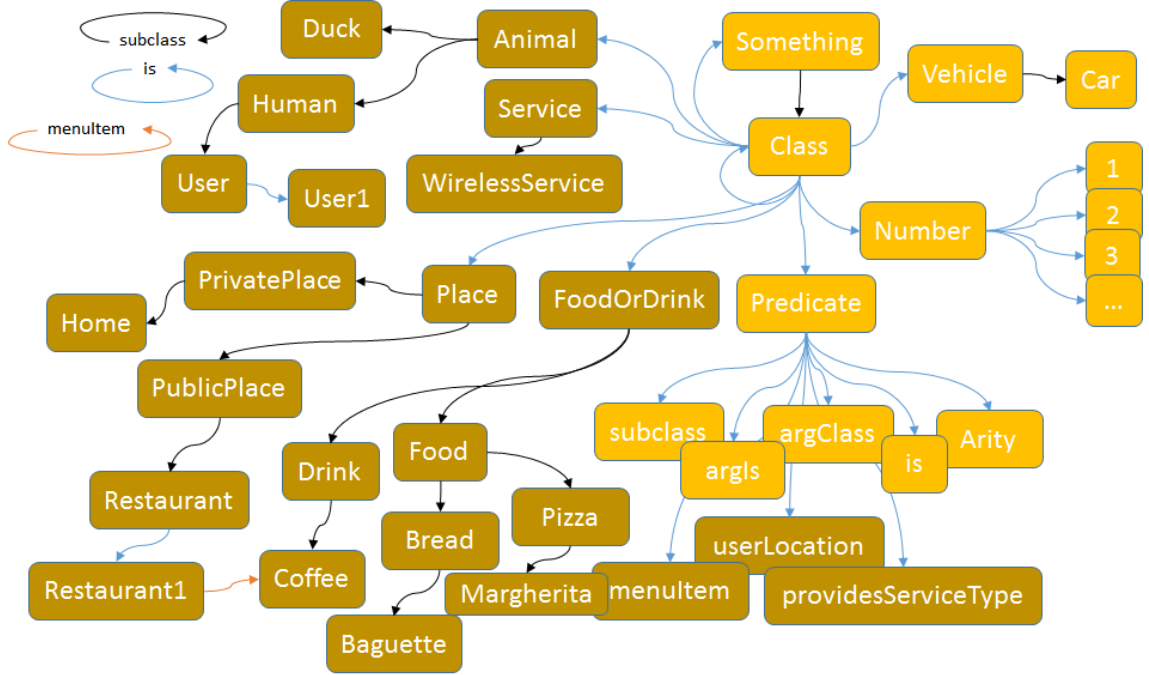 subclass
is
menuItem
Duck
Animal
Something
Vehicle
Car
Human
Service
Class
User
User1
WirelessService
Number
1
2
3
...
PrivatePlace
Place
FoodOrDrink
Predicate
Home
PublicPlace
subclass
argClass
Arity
argIs
is
Restaurant
Drink
Food
Pizza
Bread
userLocation
Restaurant1
Coffee
Margherita
menuItem
providesServiceType
Baguette